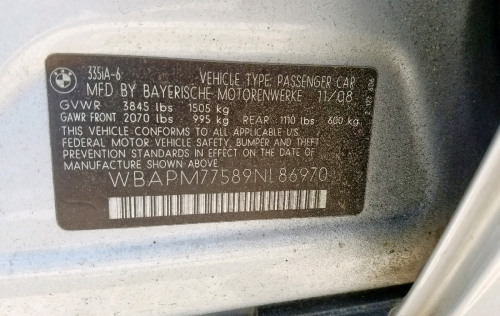 BMW
335IA-6 VEHICLE TYPE: PASSENGER CAR
MFD BY BAYERISCHE MOTORENWERKE 11/08
GVWR 3845 lbs 1505 kg
GAWR FRONT 2070 lbs 995 kg REAR 1110 lbs 600 kg
THIS VEHICLE CONFORMS TO ALL APPLICABLE
FEDERAL MOTOR VEHICLE SAFETY, BUMPER AND THEFT
PREVENTION STANDARDS IN EFFECT ON THE DATE OF
MANUFACTURE SHOWN ABOVE.
WBAPM77589NL86970